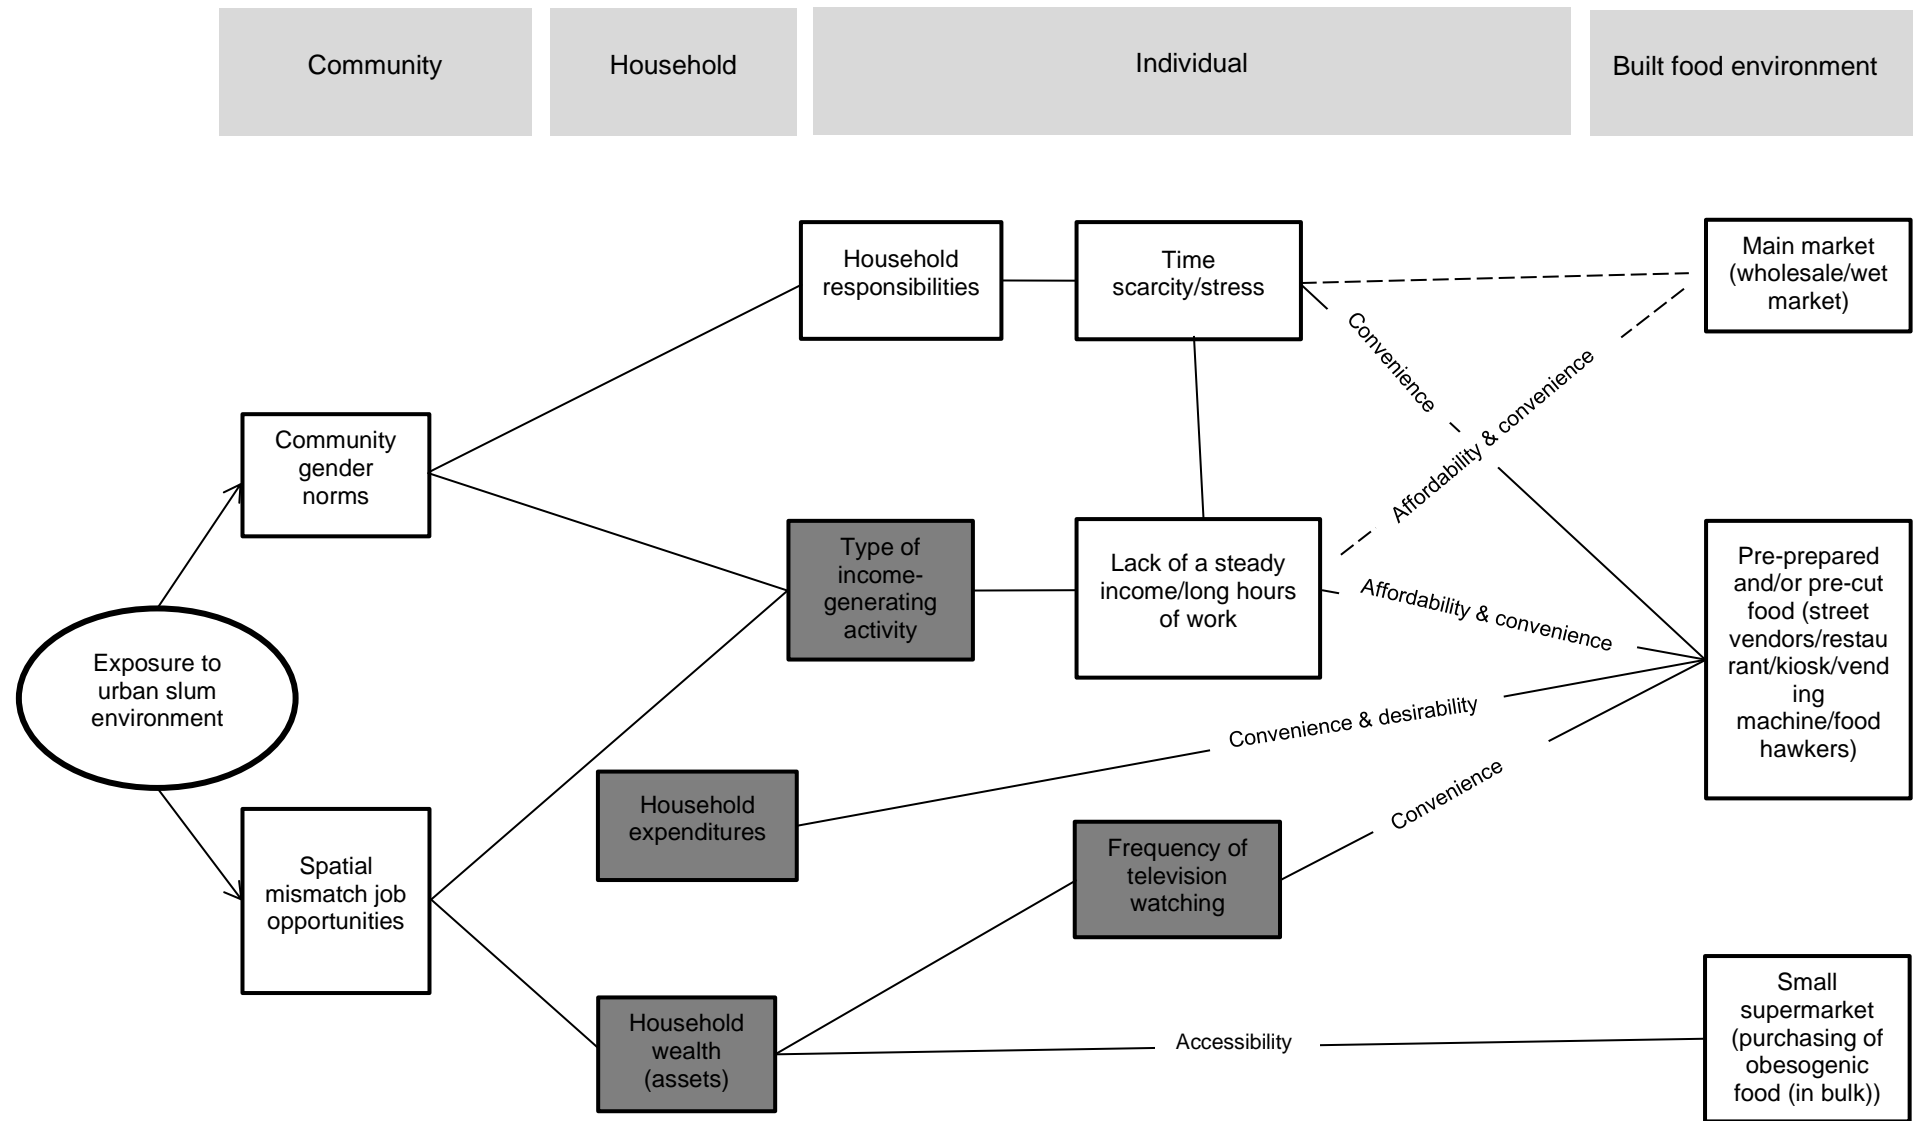 Community
Household
Individual
Built food environment
Household
responsibilities
Time
scarcity/stress
Main market
(wholesale/wet
market)
Convenience
Affordability & convenience
Community
gender
norms
Type of
income-
generating
activity
Lack of a steady
income/long hours
of work
Affordability & convenience
Pre-prepared
and/or pre-cut
food (street
vendors/restau
rant/kiosk/vend
ing
machine/food
hawkers)
Exposure to
urban slum
environment
Convenience & desirability
Household
expenditures
Convenience
Frequency of
television
watching
Spatial
mismatch job
opportunities
Household
wealth
(assets)
Accessibility
Small
supermarket
(purchasing of
obesogenic
food (in bulk))